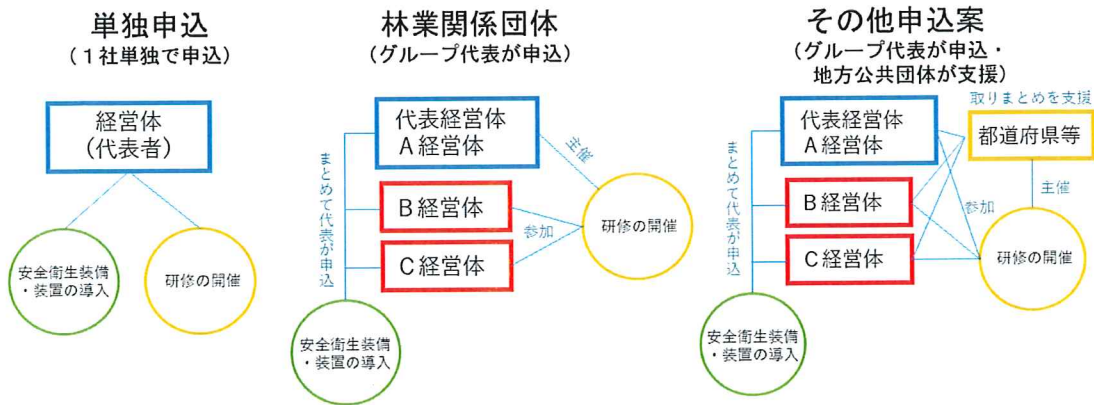 単独申込
(１社単独で申込)
経営体
(代表者)
安全衛生装備
・装置の導入
研修の開催
林業関係団体
(グループ代表が申込)
代表経営体
A経営体
B経営体
C経営体
まとめて代表が申込
主催
参加
研修の開催
安全衛生装備
・装置の導入
その他申込案
(グループ代表が申込・
地方公共団体が支援)
取りまとめを支援
代表経営体
A経営体
都道府県等
B経営体
C経営体
まとめて代表が申込
主催
参加
研修の開催
安全衛生装備
・装置の導入